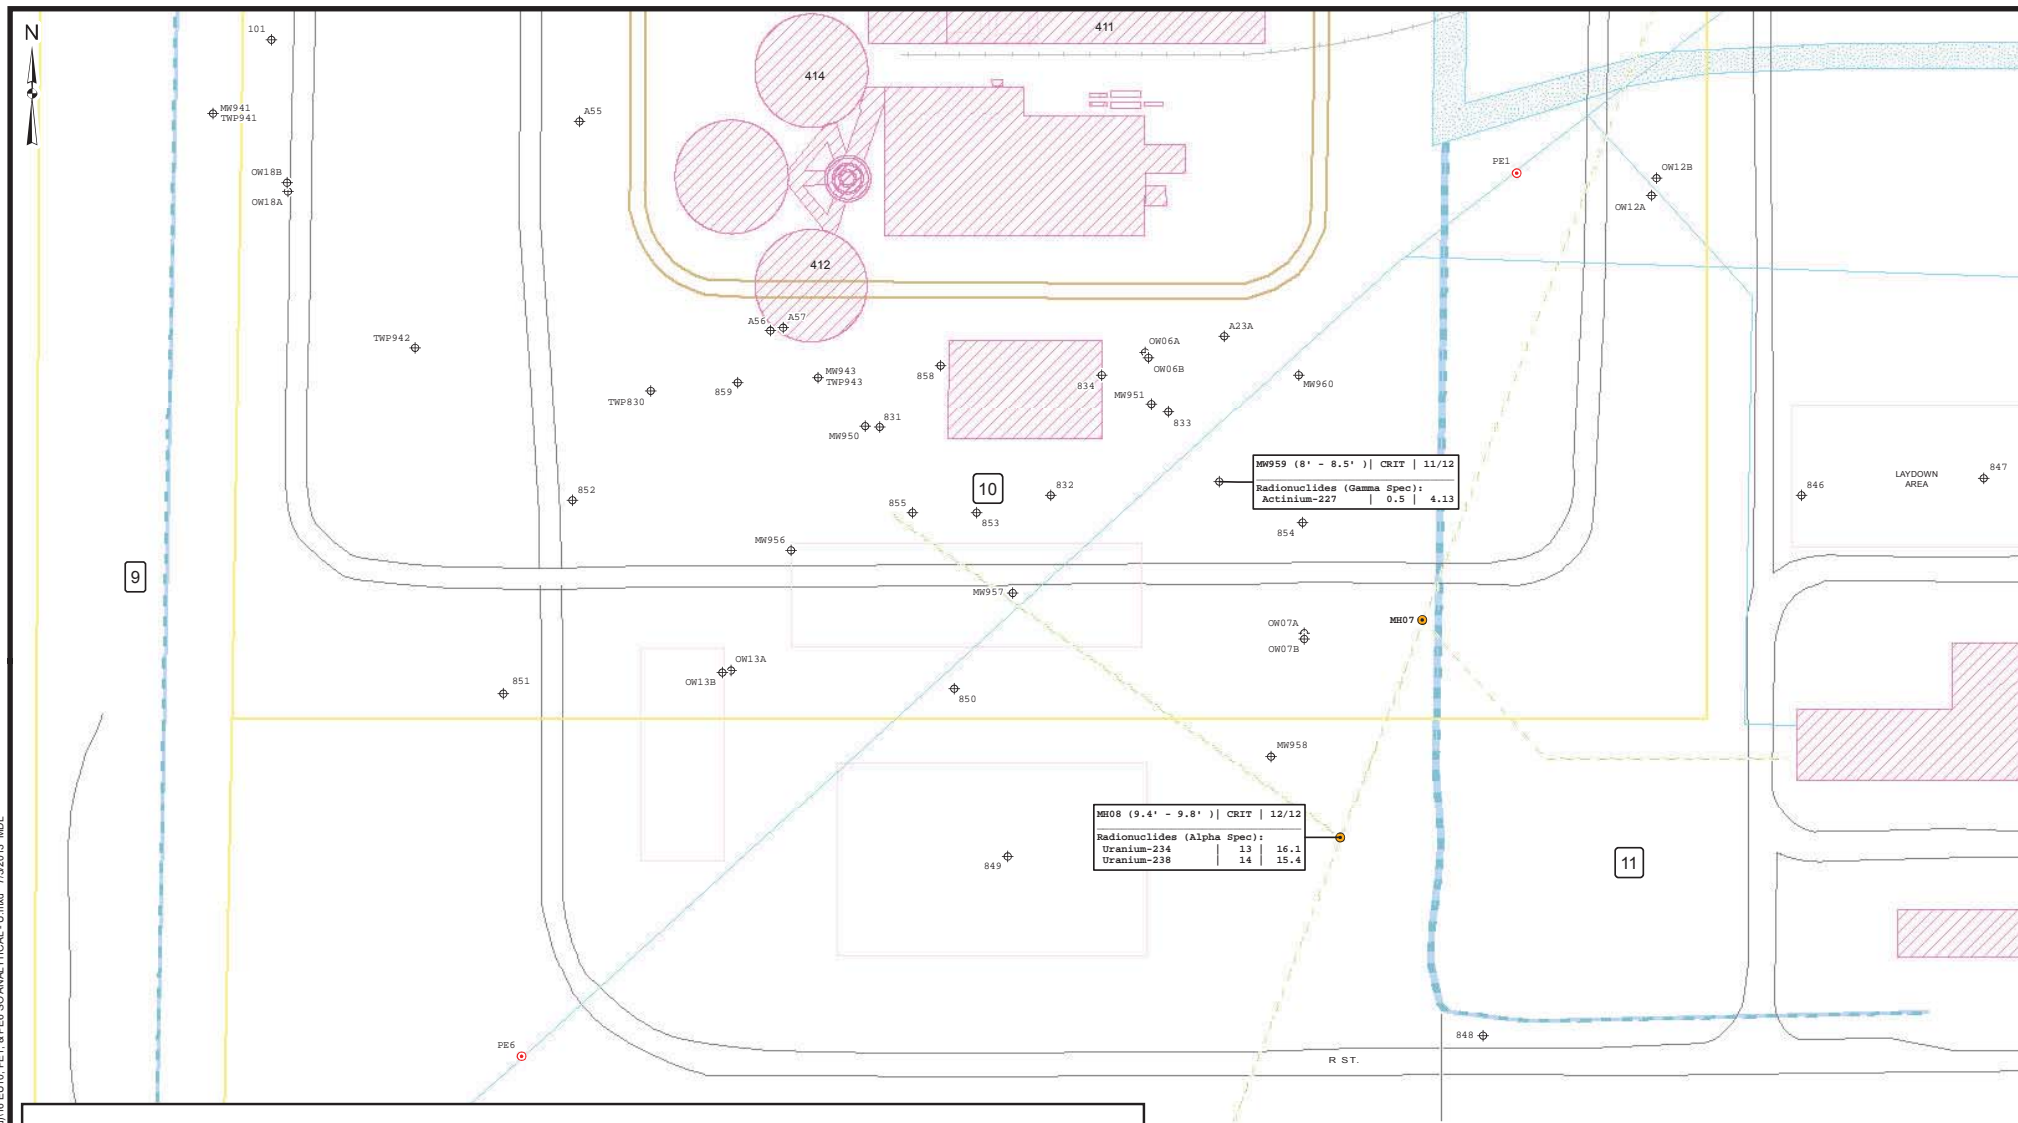 N
101
411
414
A55
MW941
TWP941
PE1
OW12B
OW18B
OW12A
OW18A
412
A56
A57
A23A
TWP942
OW06A
OW06B
858
MW943
TWP943
834
MW960
859
TWP830
MW951
833
831
MW950
MW959 (8' - 8.5' )| CRIT | 11/12
Radionuclides (Gamma Spec):
Actinium-227 | 0.5 | 4.13
LAYDOWN
AREA
847
846
852
10
832
855
853
854
MW956
9
MW957
MH07
OW07A
OW07B
OW13A
OW13B
851
850
MW958
MH08 (9.4' - 9.8' )| CRIT | 12/12
Radionuclides (Alpha Spec):
Uranium-234 | 13 | 16.1
Uranium-238 | 14 | 15.4
849
11
848
PE6
R ST.